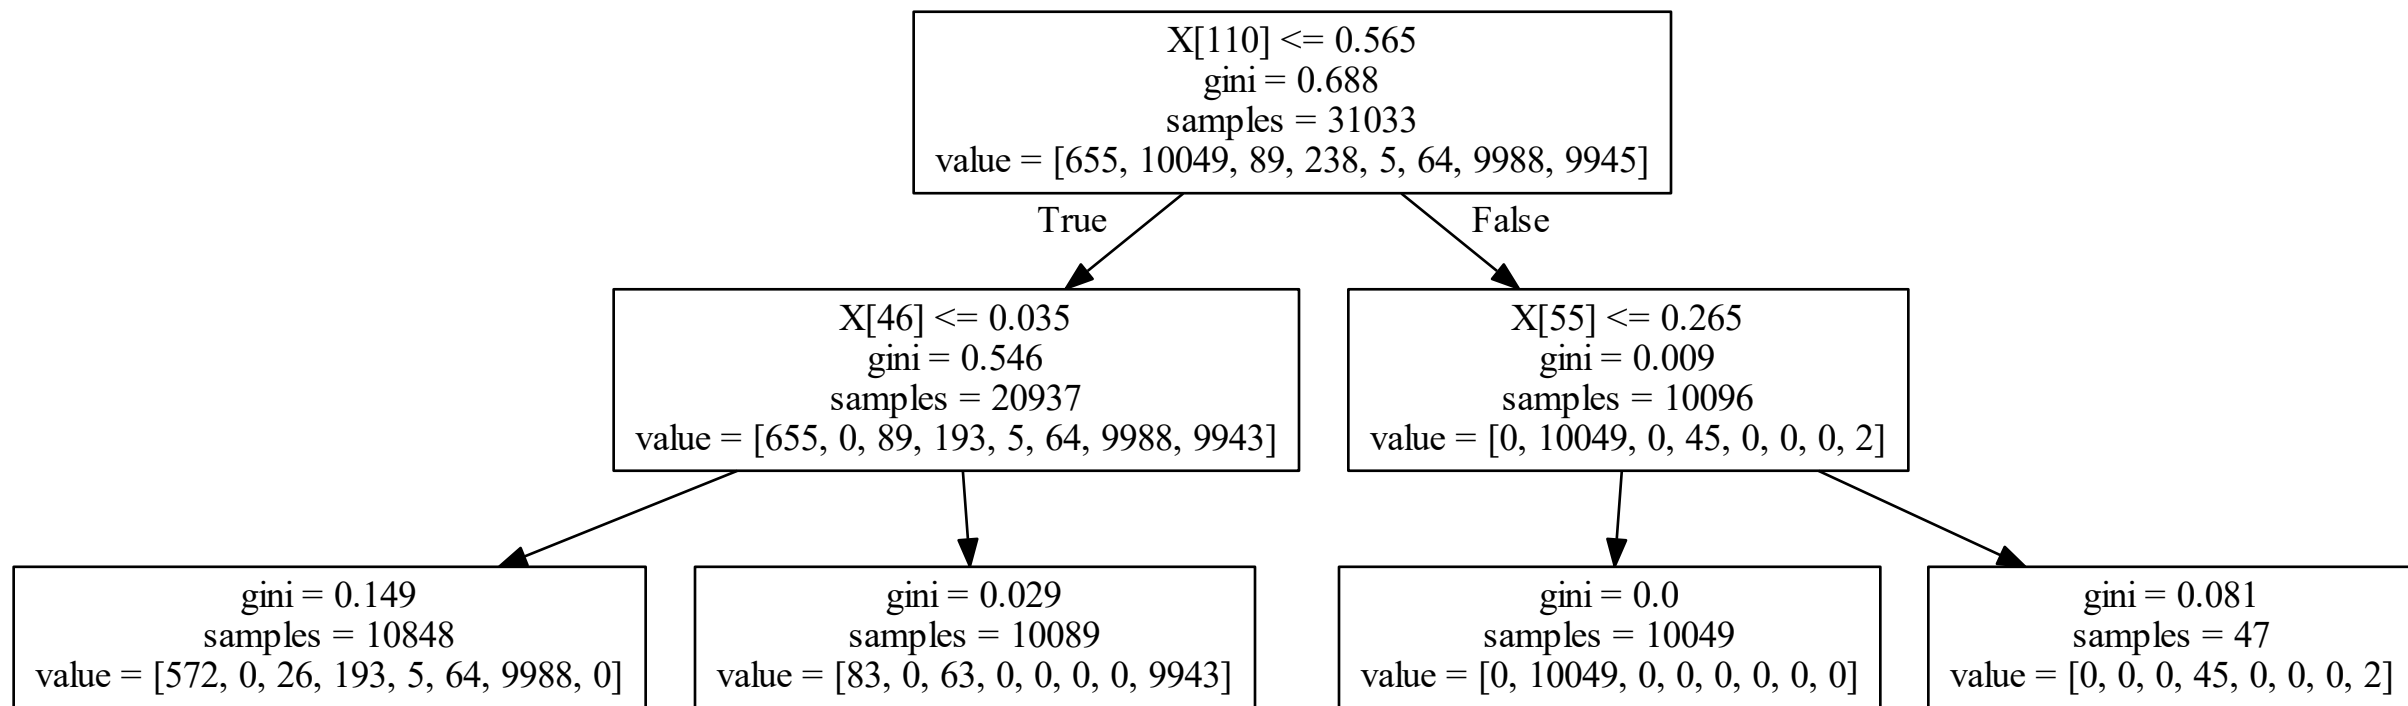 X[110] <= 0.565
gini = 0.688
samples = 31033
value = [655, 10049, 89, 238, 5, 64, 9988, 9945]
True
False
X[46] <= 0.035
gini = 0.546
samples = 20937
value = [655, 0, 89, 193, 5, 64, 9988, 9943]
X[55] <= 0.265
gini = 0.009
samples = 10096
value = [0, 10049, 0, 45, 0, 0, 0, 2]
gini = 0.149
samples = 10848
value = [572, 0, 26, 193, 5, 64, 9988, 0]
gini = 0.029
samples = 10089
value = [83, 0, 63, 0, 0, 0, 0, 9943]
gini = 0.0
samples = 10049
value = [0, 10049, 0, 0, 0, 0, 0, 0]
gini = 0.081
samples = 47
value = [0, 0, 0, 45, 0, 0, 0, 2]